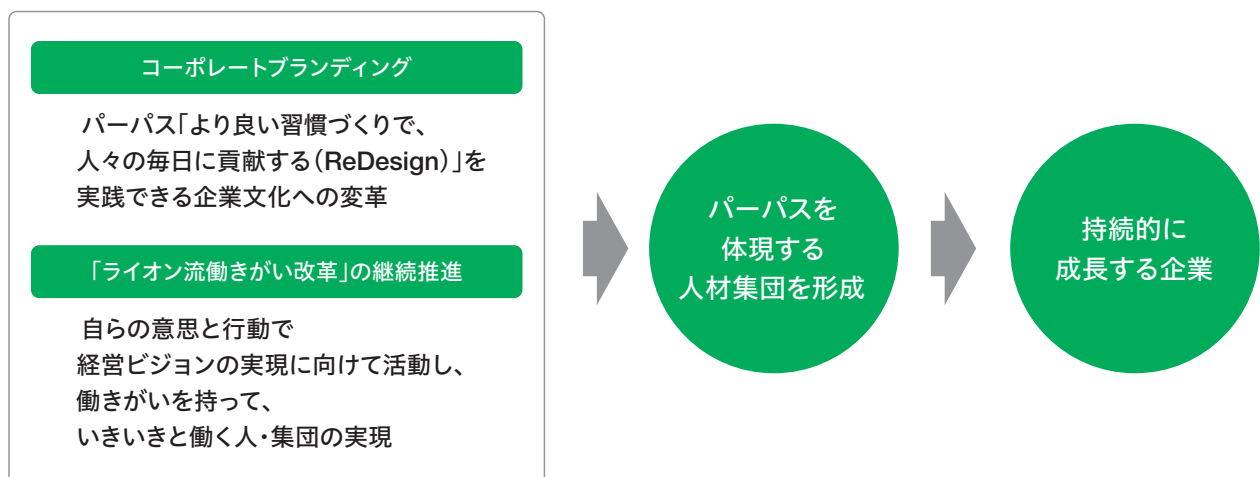 コーポレートブランディング
パーパス「より良い習慣づくりで、
人々の毎日に貢献する（ReDesign）」を
実践できる企業文化への変革
「ライオン流働きがい改革」の継続推進
自らの意思と行動で
経営ビジョンの実現に向けて活動し、
働きがいを持って、
いきいきと働く人・集団の実現
パーパスを
体現する
人材集団を形成
持続的に
成長する企業